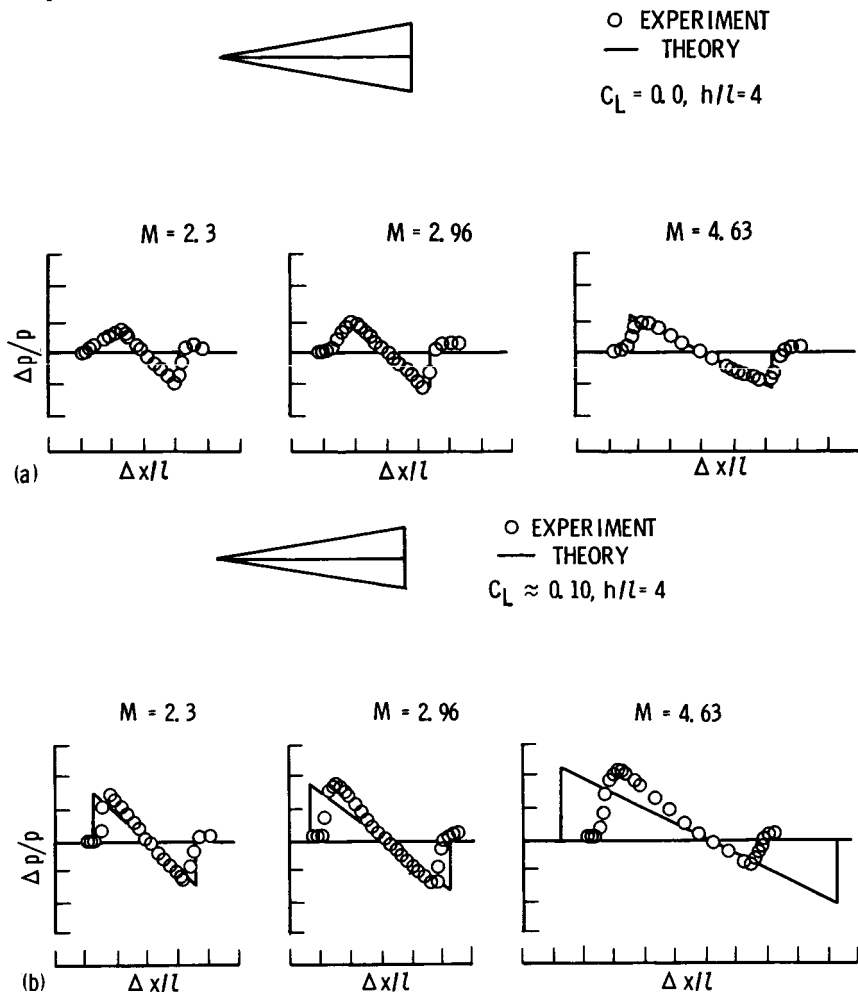 ○ EXPERIMENT
— THEORY
C_L = 0.0, h/l = 4
M = 2.3
M = 2.96
M = 4.63
Δp/p
(a)
Δx/l
Δx/l
Δx/l
○ EXPERIMENT
— THEORY
C_L ≈ 0.10, h/l = 4
M = 2.3
M = 2.96
M = 4.63
Δp/p
(b)
Δx/l
Δx/l
Δx/l